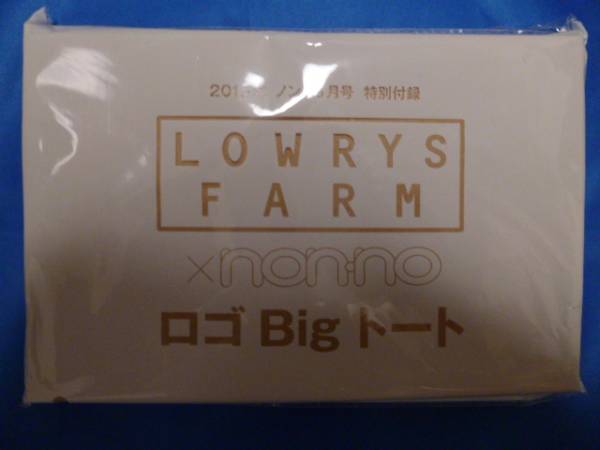 ノン 月号 特別付録
LOWRYS
FARM
×non·no
ロゴ Big トート